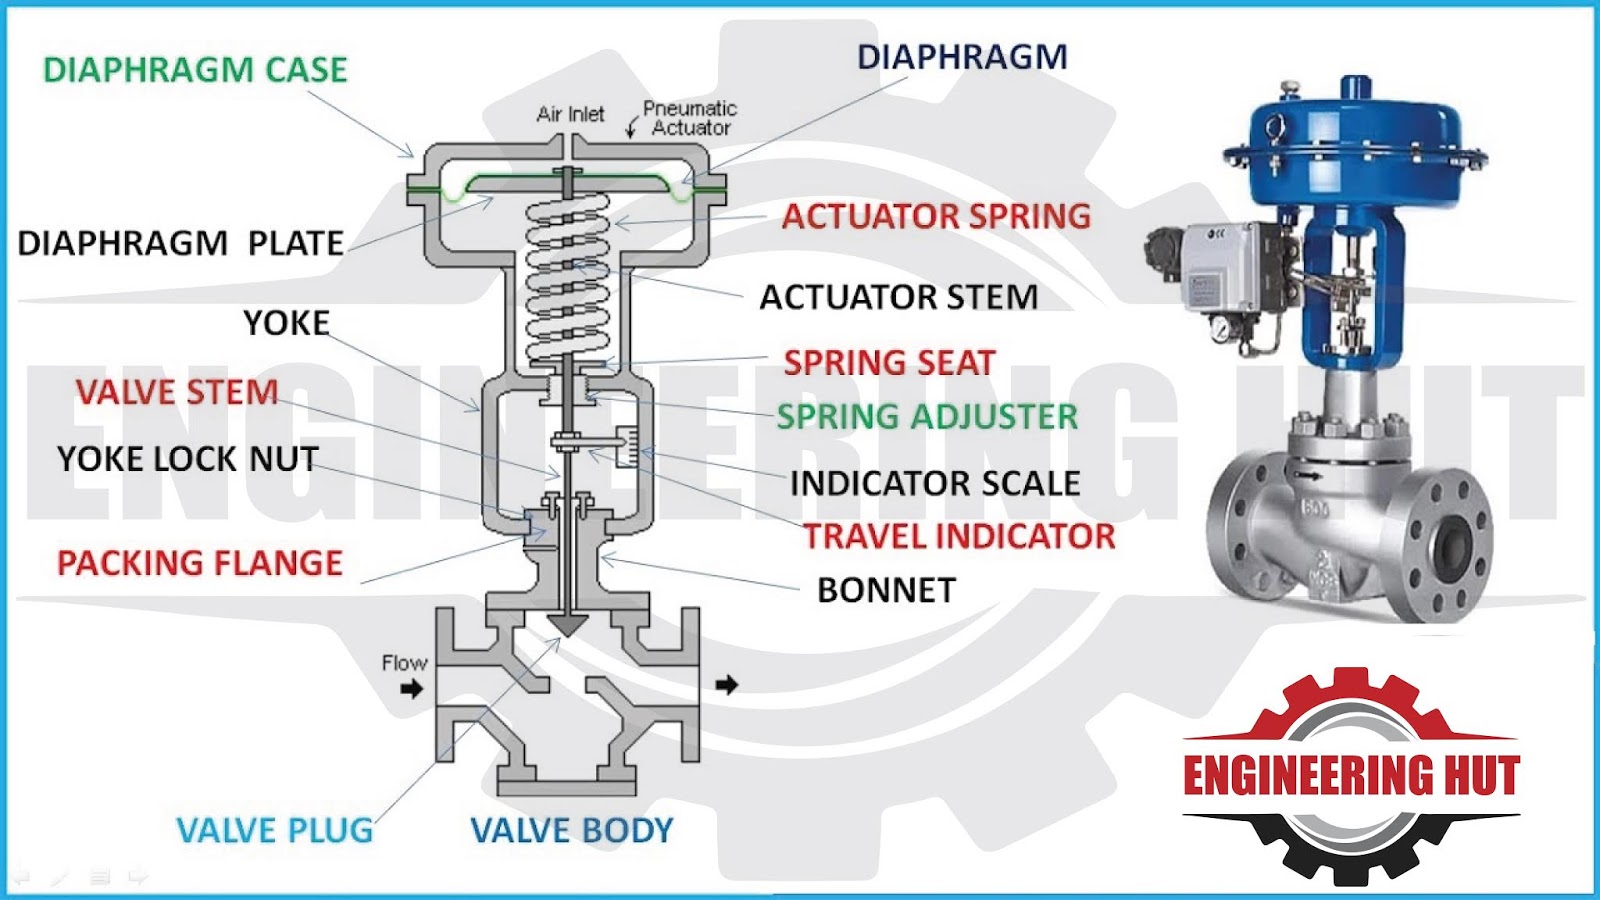 DIAPHRAGM CASE
DIAPHRAGM
Air Inlet
Pneumatic
Actuator
DIAPHRAGM PLATE
ACTUATOR SPRING
ACTUATOR STEM
YOKE
SPRING SEAT
VALVE STEM
SPRING ADJUSTER
YOKE LOCK NUT
INDICATOR SCALE
TRAVEL INDICATOR
PACKING FLANGE
BONNET
Flow
VALVE PLUG
VALVE BODY
ENGINEERING HUT
ENGINEERING HUT
600